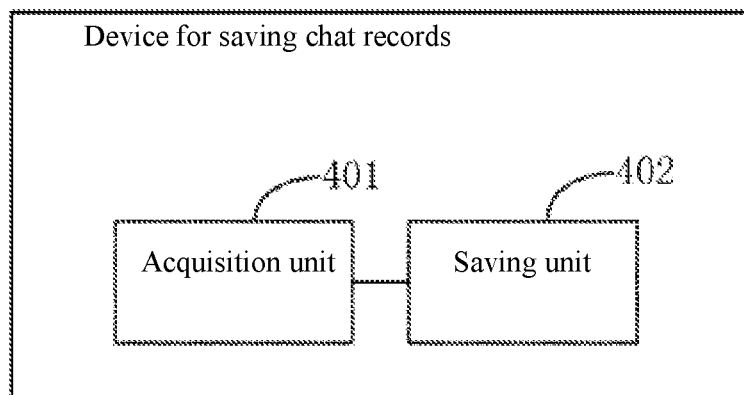 Device for saving chat records
401
402
Acquisition unit
Saving unit